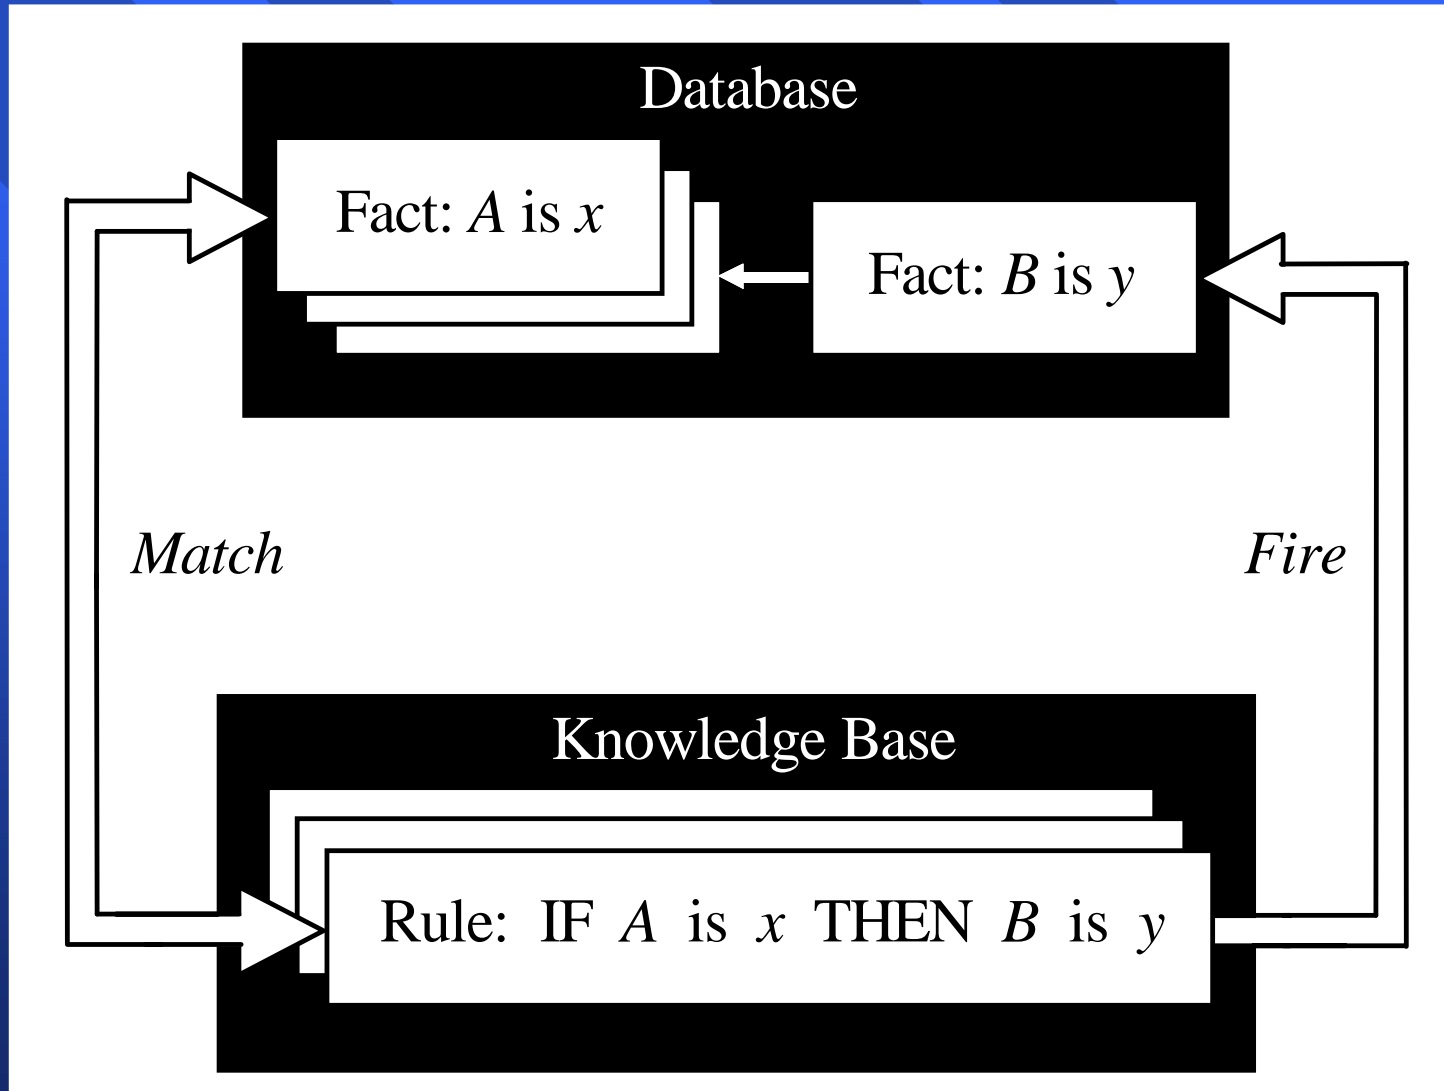 Database
Fact: A is x
Fact: B is y
Match
Fire
Knowledge Base
Rule: IF A is x THEN B is y